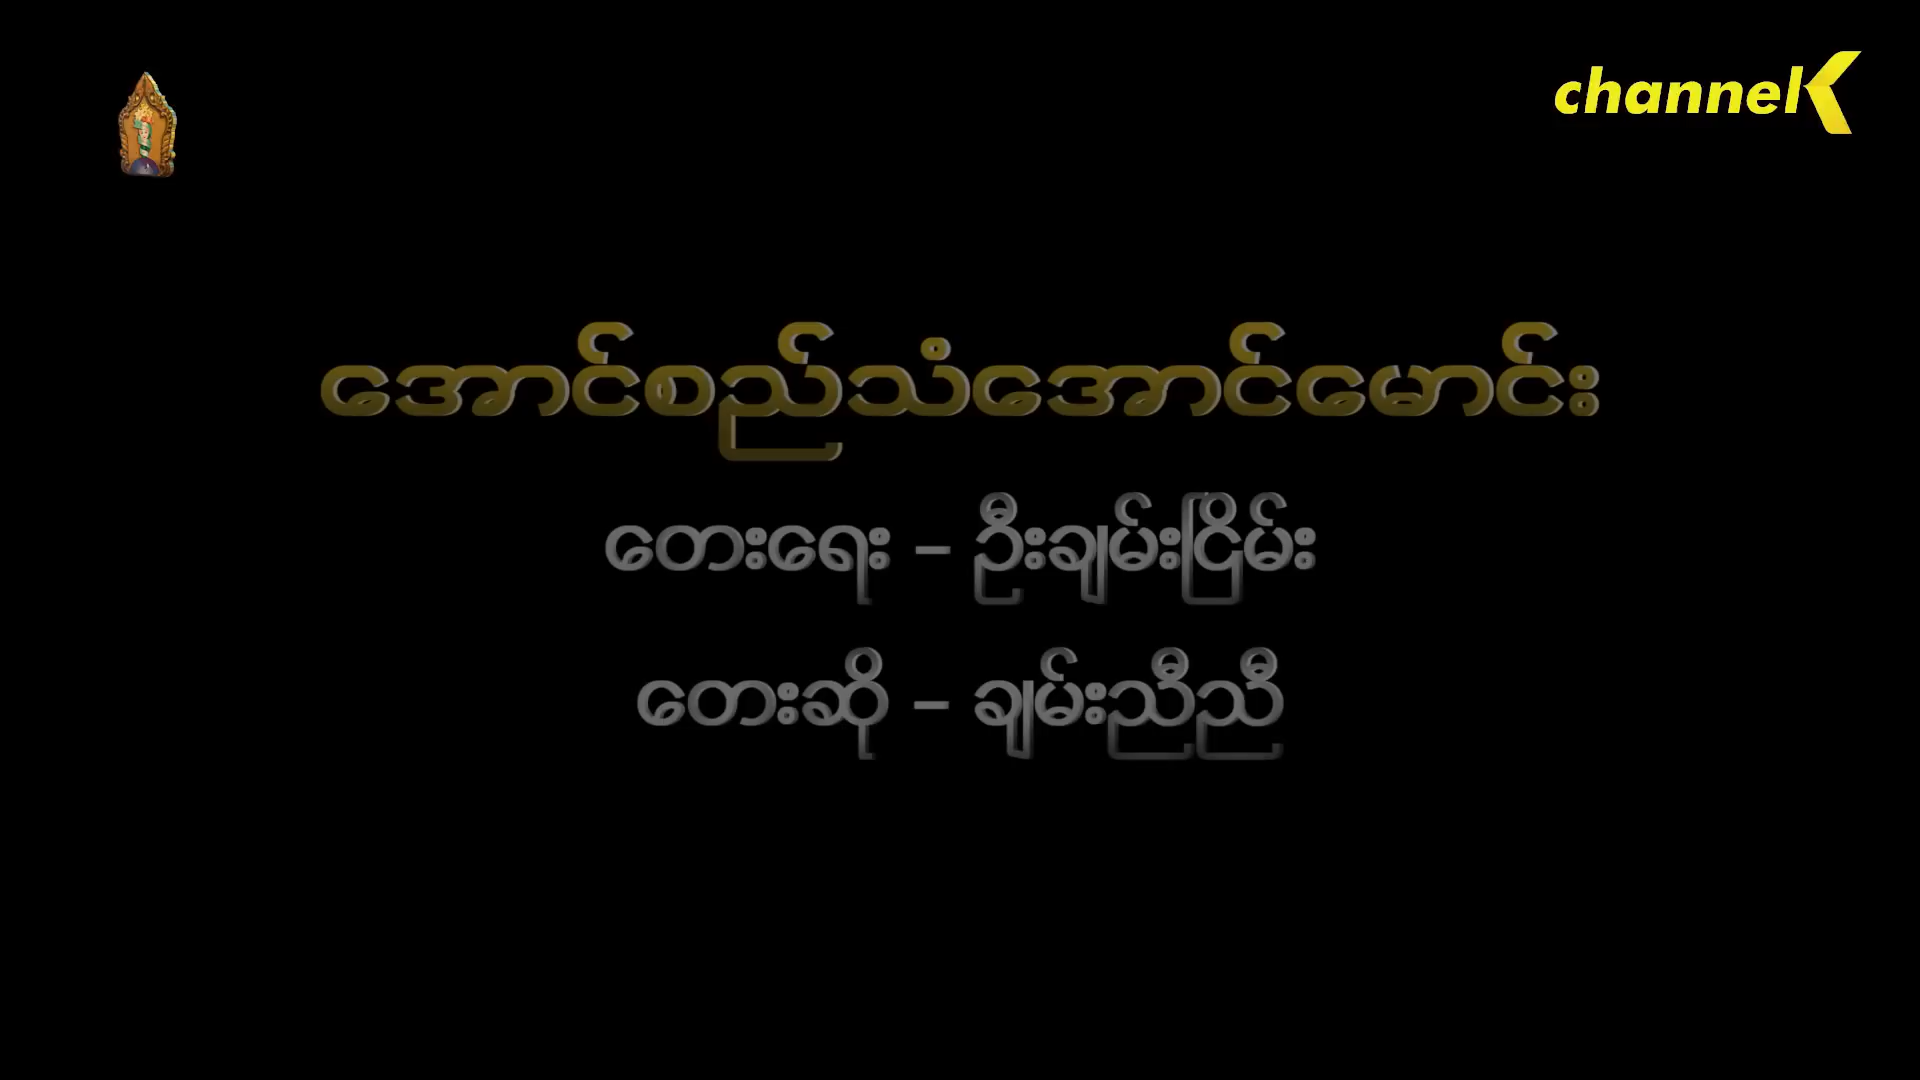 channelK
အောင်စည်သံအောင်မောင်း
တေးရေး – ဦးချမ်းငြိမ်း
တေးဆို – ချမ်းညီညီ